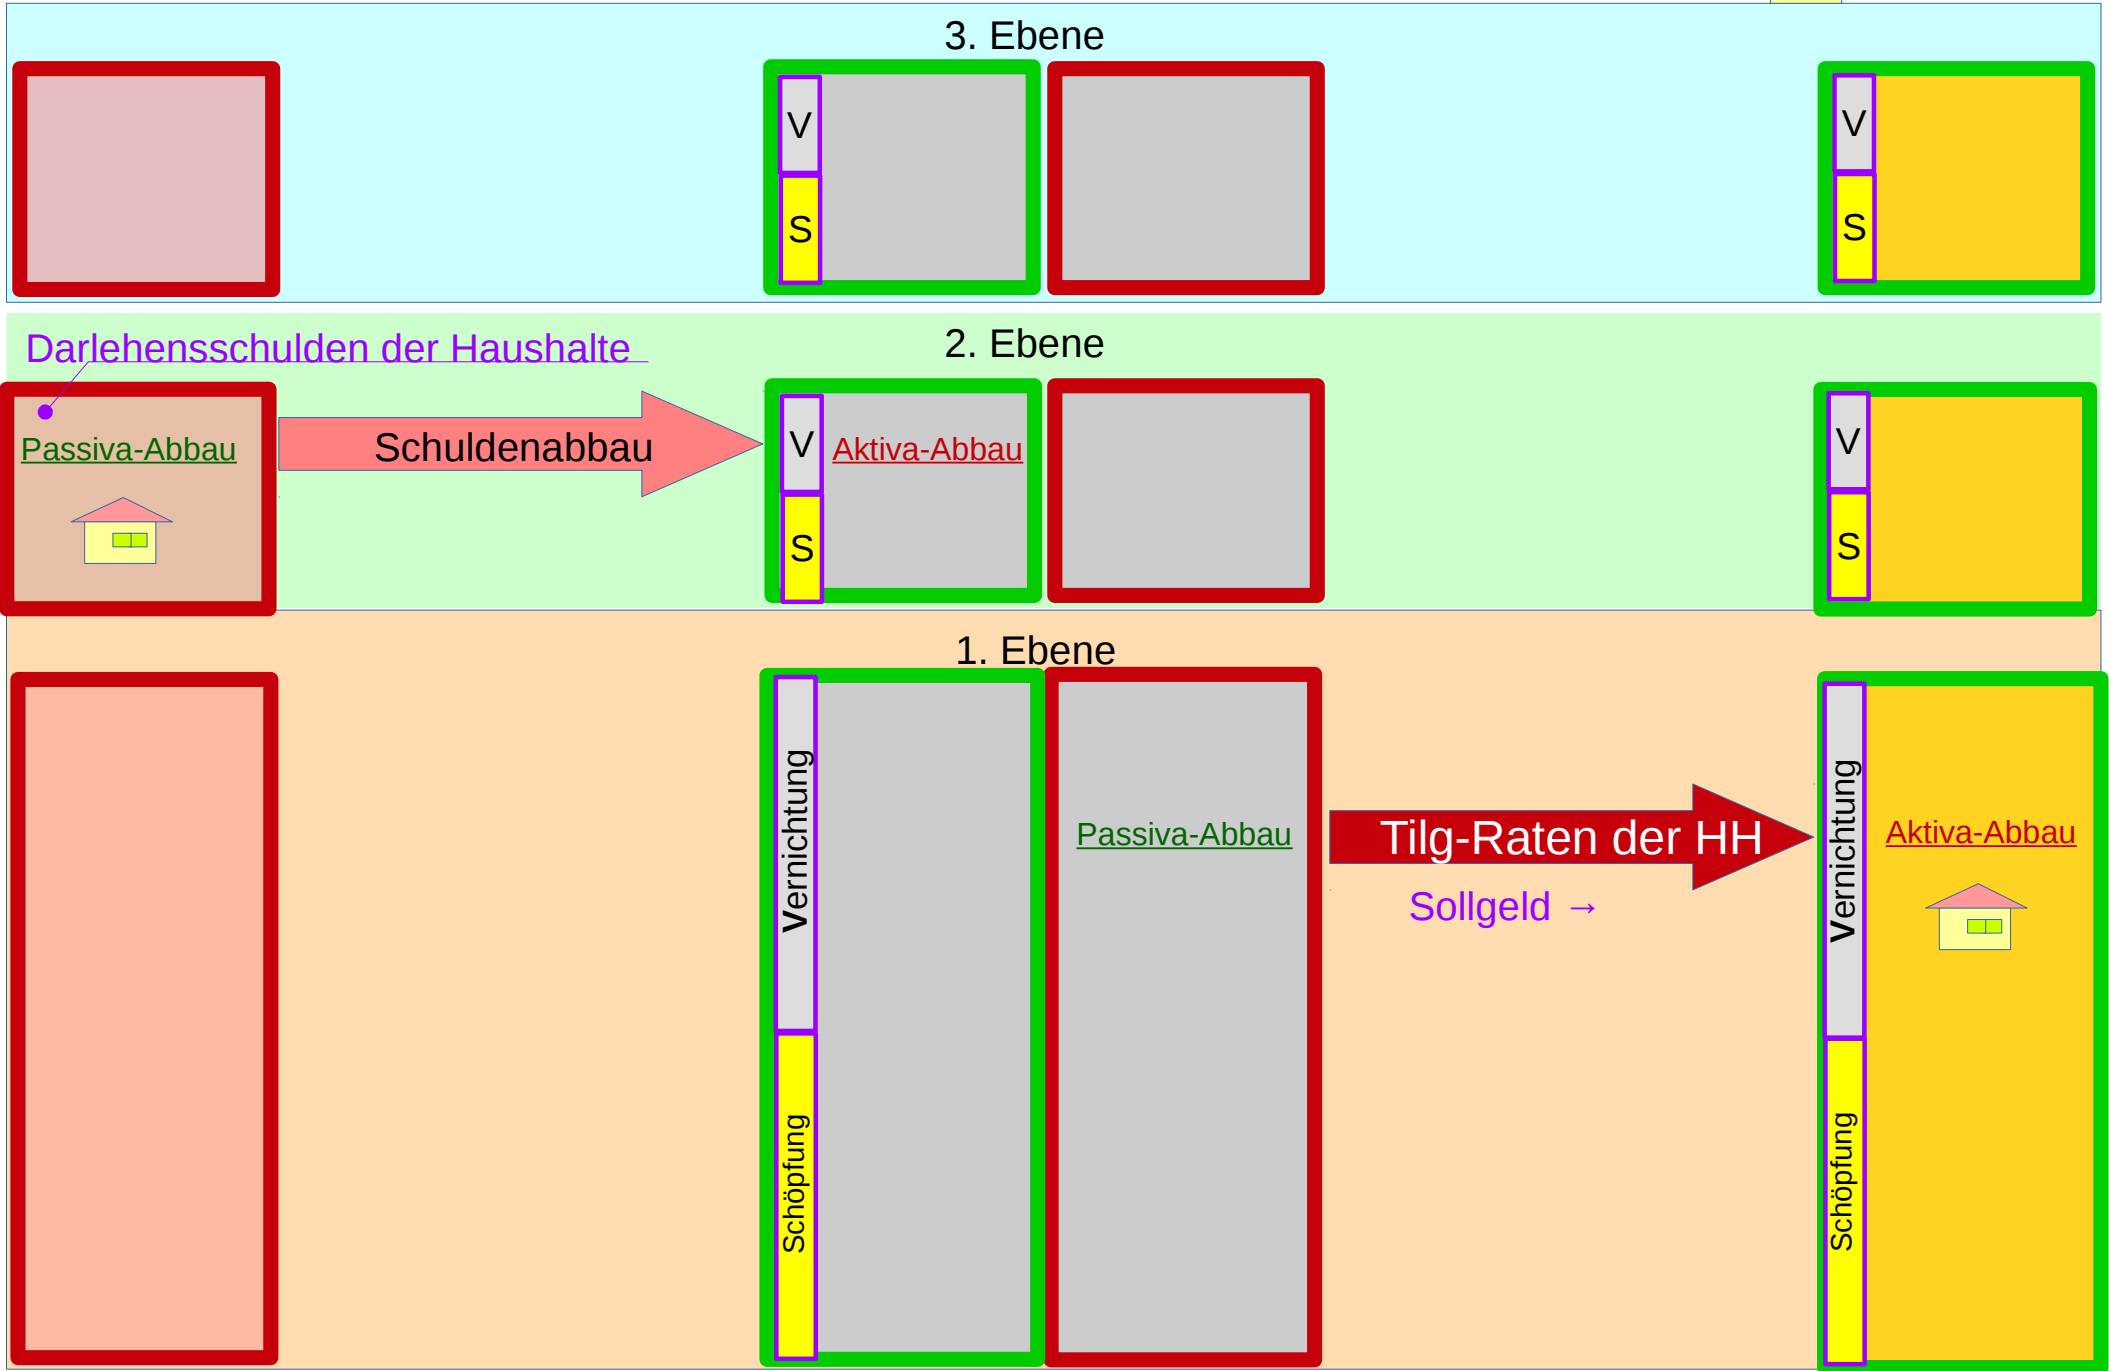 3. Ebene
V
S
V
S
Darlehensschulden der Haushalte
2. Ebene
Passiva-Abbau
Schuldenabbau
V
S
Aktiva-Abbau
V
S
1. Ebene
Vernichtung
Schöpfung
Passiva-Abbau
Tilg-Raten der HH
Sollgeld →
Vernichtung
Schöpfung
Aktiva-Abbau